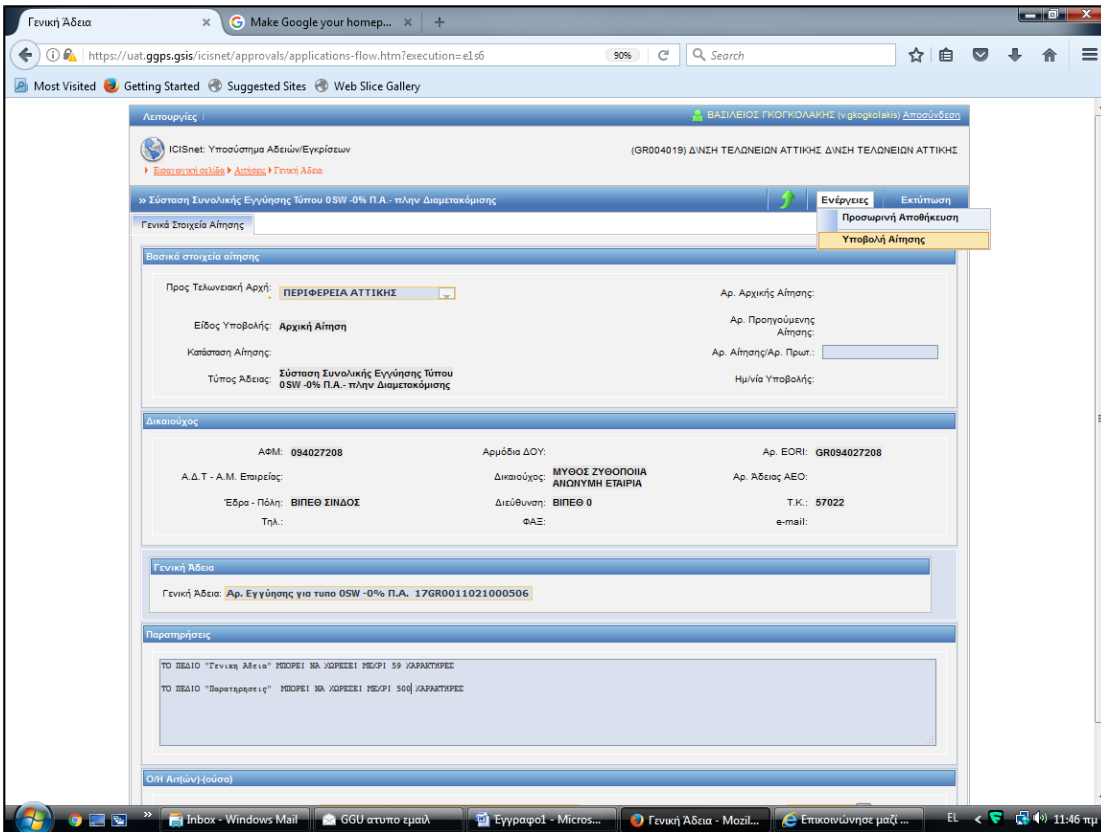 Γενική Άδεια
Make Google your homep...
https://uat.ggps.gsis/icisnet/approvals/applications-flow.htm?execution=e1s6
90%
Search
Most Visited
Getting Started
Suggested Sites
Web Slice Gallery
Λειτουργίες
ΒΑΣΙΛΕΙΟΣ ΓΚΟΓΚΟΛΑΚΗΣ (v.gkogkolakis) Αποσύνδεση
ICISnet: Υποσύστημα Αδειών/Εγκρίσεων
(GR004019) Δ\ΝΣΗ ΤΕΛΩΝΕΙΩΝ ΑΤΤΙΚΗΣ Δ\ΝΣΗ ΤΕΛΩΝΕΙΩΝ ΑΤΤΙΚΗΣ
Εισαγωγική σελίδα Αιτήσεις Γενική Άδεια
» Σύσταση Συνολικής Εγγύησης Τύπου 0SW -0% Π.Α.- πλην Διαμετακόμισης
Ενέργειες
Εκτύπωση
Προσωρινή Αποθήκευση
Υποβολή Αίτησης
Γενικά Στοιχεία Αίτησης
Βασικά στοιχεία αίτησης
Προς Τελωνειακή Αρχή: ΠΕΡΙΦΕΡΕΙΑ ΑΤΤΙΚΗΣ
Αρ. Αρχικής Αίτησης:
Είδος Υποβολής: Αρχική Αίτηση
Αρ. Προηγούμενης
Αίτησης:
Κατάσταση Αίτησης:
Αρ. Αίτησης/Αρ. Πρωτ.:
Τύπος Άδειας: Σύσταση Συνολικής Εγγύησης Τύπου
0SW -0% Π.Α.- πλην Διαμετακόμισης
Ημ/νία Υποβολής:
Δικαιούχος
ΑΦΜ: 094027208
Αρμόδια ΔΟΥ:
Αρ. EORI: GR094027208
Α.Δ.Τ - Α.Μ. Εταιρείας:
Δικαιούχος: ΜΥΘΟΣ ΖΥΘΟΠΟΙΙΑ
ΑΝΩΝΥΜΗ ΕΤΑΙΡΙΑ
Αρ. Άδειας ΑΕΟ:
Έδρα - Πόλη: ΒΙΠΕΘ ΣΙΝΔΟΣ
Διεύθυνση: ΒΙΠΕΘ 0
Τ.Κ.: 57022
Τηλ.:
ΦΑΞ:
e-mail:
Γενική Άδεια
Γενική Άδεια: Αρ. Εγγύησης για τυπο 0SW -0% Π.Α. 17GR0011021000506
Παρατηρήσεις
ΤΟ ΠΕΔΙΟ "Γενικη Αδεια" ΜΠΟΡΕΙ ΝΑ ΧΩΡΕΣΕΙ ΜΕΧΡΙ 59 ΧΑΡΑΚΤΗΡΕΣ
ΤΟ ΠΕΔΙΟ "Παρατηρησεις" ΜΠΟΡΕΙ ΝΑ ΧΩΡΕΣΕΙ ΜΕΧΡΙ 500 ΧΑΡΑΚΤΗΡΕΣ
Ο/Η Αιτ(ών)-(ούσα)
Inbox - Windows Mail
GGU ατυπο εμαιλ
Έγγραφο1 - Micros...
Γενική Άδεια - Mozil...
Επικοινώνησε μαζί ...
EL
11:46 πμ